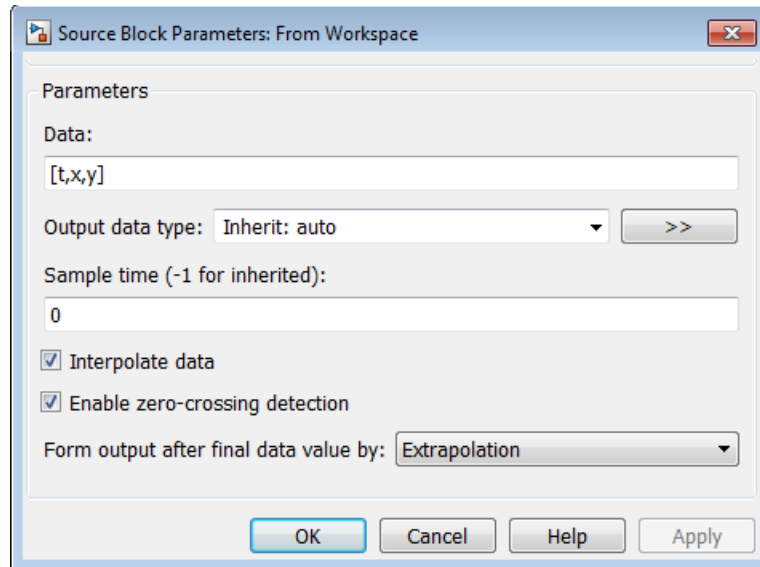 Source Block Parameters: From Workspace
Parameters
Data:
[t,x,y]
Output data type: Inherit: auto >>
Sample time (-1 for inherited):
0
Interpolate data
Enable zero-crossing detection
Form output after final data value by: Extrapolation
OK Cancel Help Apply